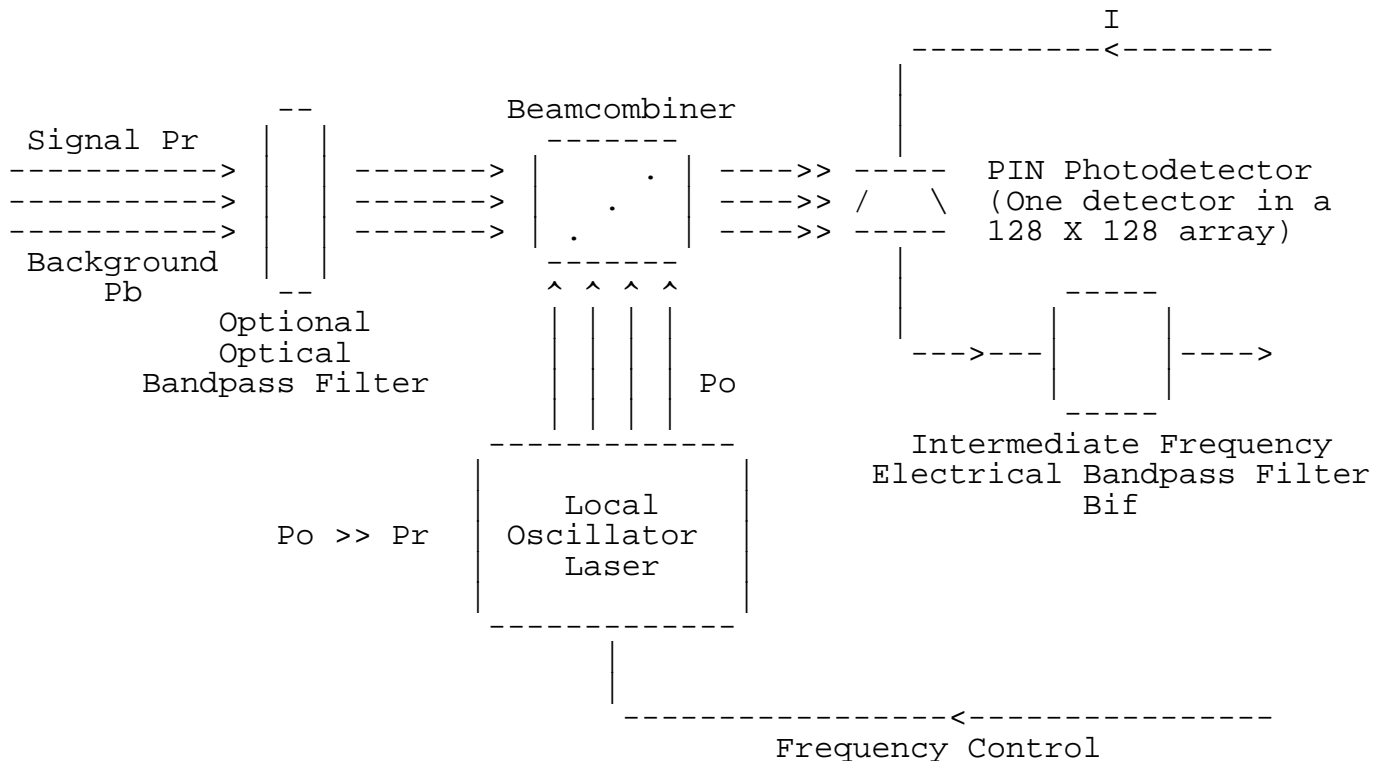 I
Beamcombiner
Signal Pr
PIN Photodetector
(One detector in a
128 X 128 array)
Background
Pb
Optional
Optical
Bandpass Filter
Po
Intermediate Frequency
Electrical Bandpass Filter
Bif
Local
Po >> Pr
Oscillator
Laser
Frequency Control